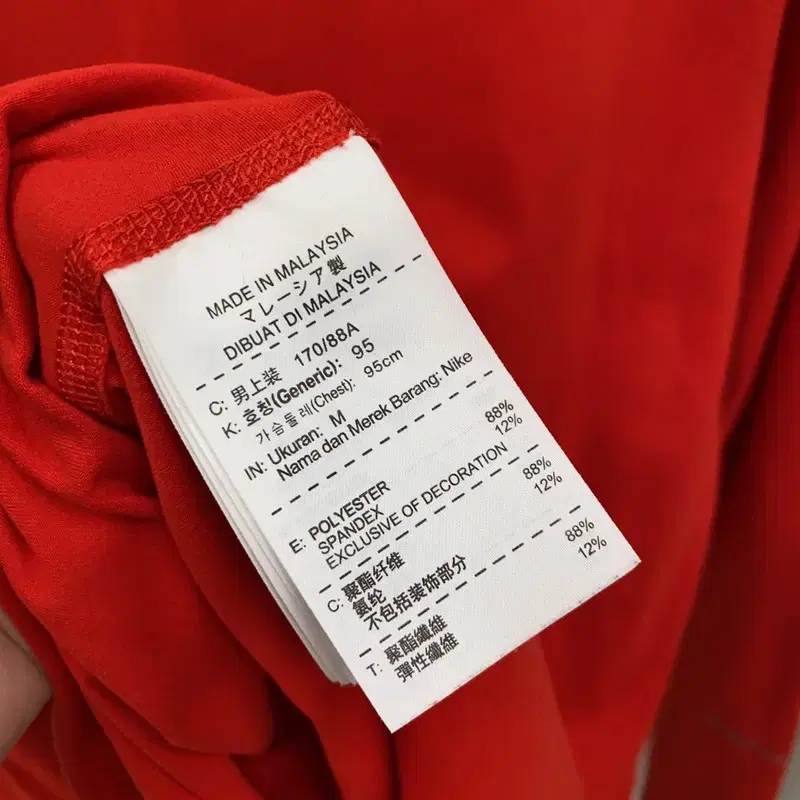 MADE IN MALAYSIA
マレーシア製
DIBUAT DI MALAYSIA
C: 男上装 170/88A
K: 호칭(Generic): 95
가슴둘레(Chest): 95cm
IN: Ukuran: M
Nama dan Merek Barang: Nike
E: POLYESTER 88%
SPANDEX 12%
EXCLUSIVE OF DECORATION
C: 聚酯纤维 88%
氨纶 12%
不包括装饰部分
T: 聚酯纖維 88%
彈性纖維 12%